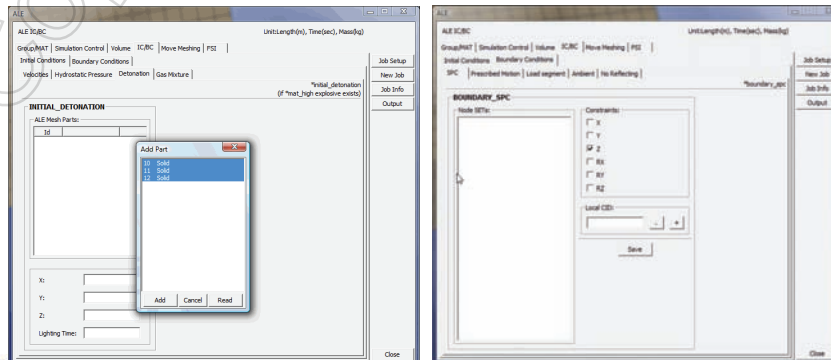 ALE
ALE IC/BC
Unit:Length(m), Time(sec), Mass(kg)
Group/MAT | Simulation Control | Volume IC/BC | Move Meshing | FSI |
Initial Conditions | Boundary Conditions |
Velocities | Hydrostatic Pressure Detonation | Gas Mixture |
*initial_detonation
(if *mat_high explosive exists)
INITIAL_DETONATION
ALE Mesh Parts:
Id
X:
Y:
Z:
Lighting Time:
Add Part
10 Solid
11 Solid
12 Solid
Add Cancel Read
Job Setup
New Job
Job Info
Output
Close
ALE
ALE IC/BC
Unit:Length(m), Time(sec), Mass(kg)
Group/MAT | Simulation Control | Volume IC/BC | Move Meshing | FSI |
Initial Conditions Boundary Conditions |
SPC | Prescribed Motion | Load segment | Ambient | No Reflecting |
*boundary_spc
BOUNDARY_SPC
Node SETs:
Constraints:
X
Y
Z
RX
RY
RZ
Local CID:
- +
Save
Job Setup
New Job
Job Info
Output
Close